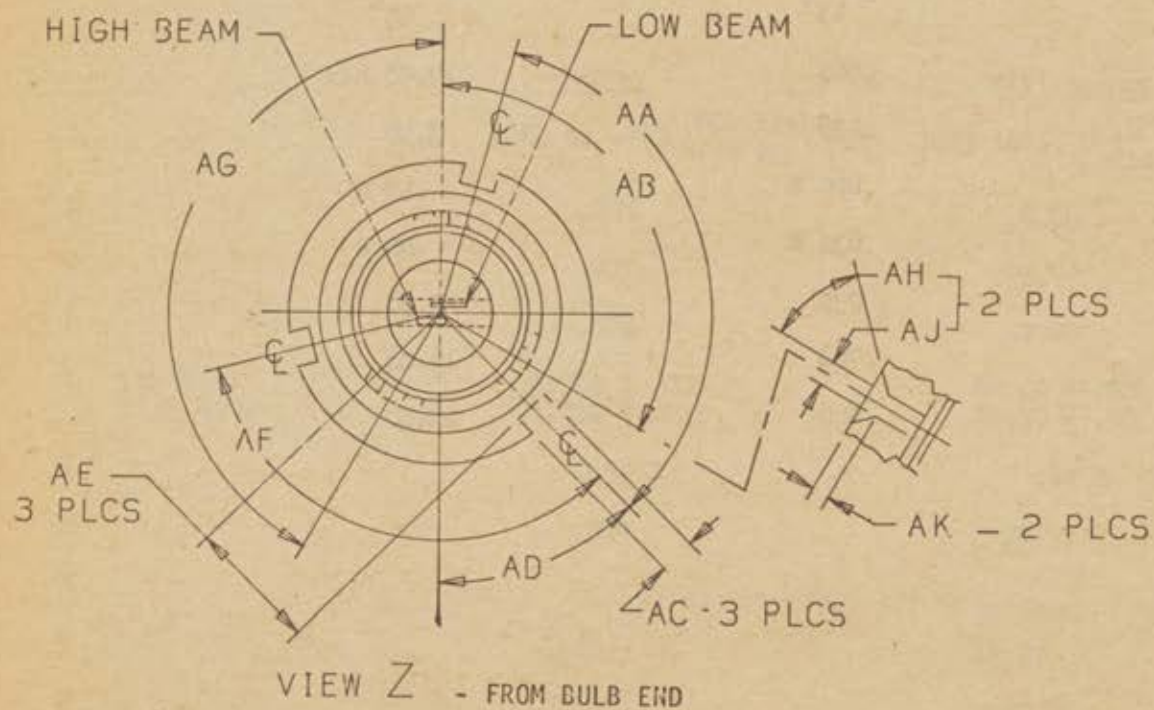 HIGH BEAM
LOW BEAM
AA
℄
AG
AB
AH
2 PLCS
AJ
℄
AF
℄
AE
3 PLCS
AK - 2 PLCS
AD
AC - 3 PLCS
VIEW Z - FROM BULB END